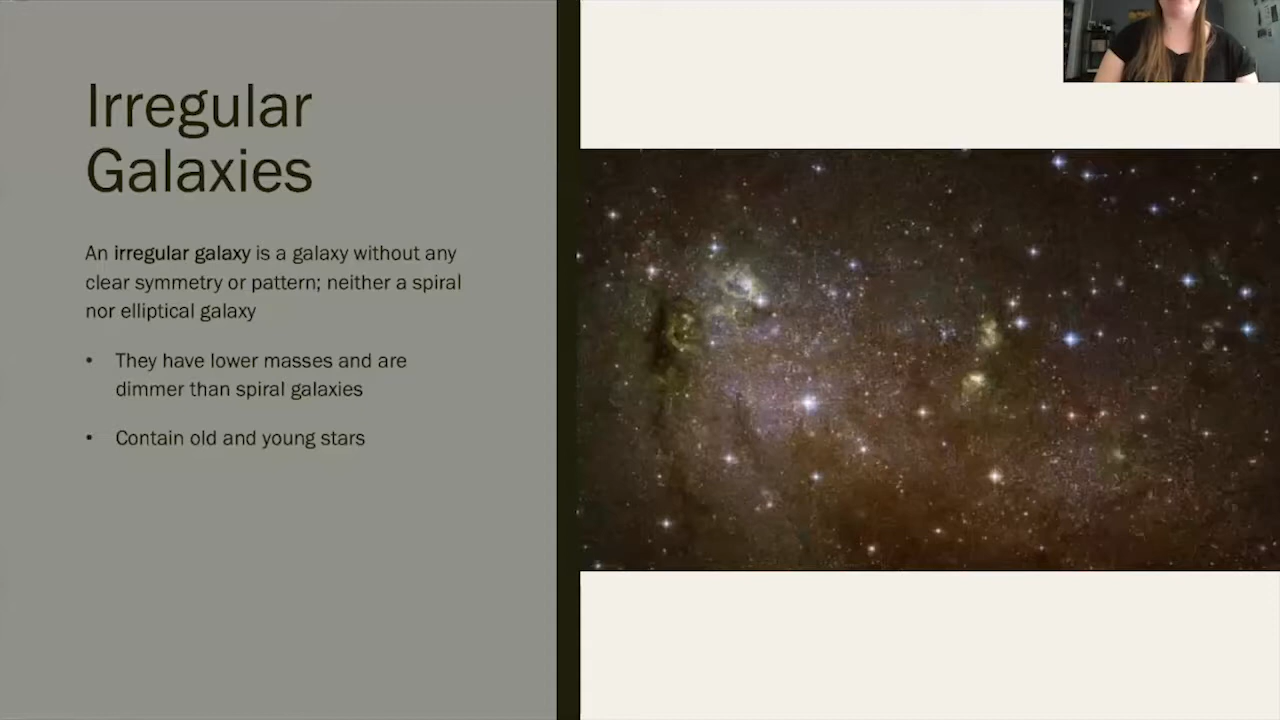 Irregular
Galaxies
An irregular galaxy is a galaxy without any
clear symmetry or pattern; neither a spiral
nor elliptical galaxy
• They have lower masses and are
dimmer than spiral galaxies
• Contain old and young stars